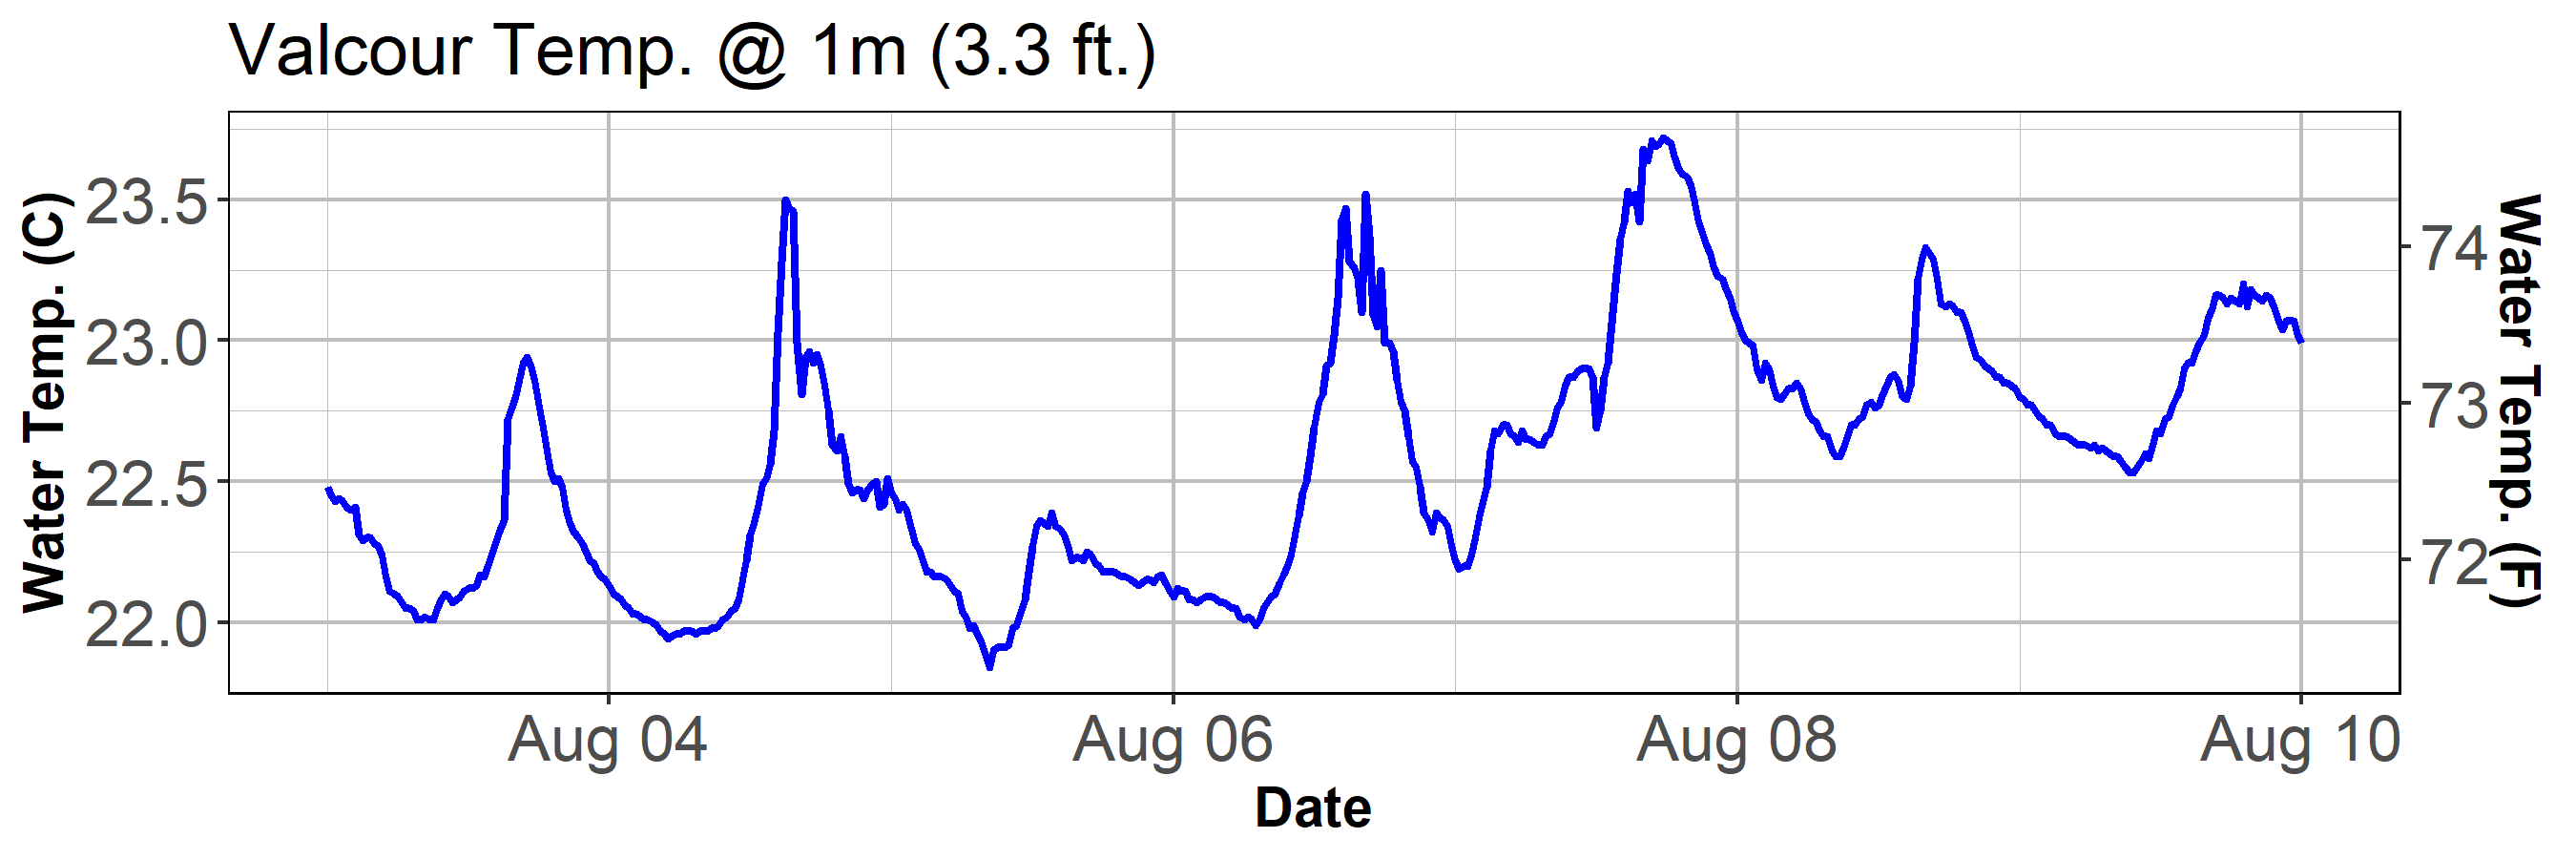 Valcour Temp. @ 1m (3.3 ft.)
Water Temp. (C)
23.5
23.0
22.5
22.0
74
73
72
Water Temp. (F)
Aug 04
Aug 06
Aug 08
Aug 10
Date